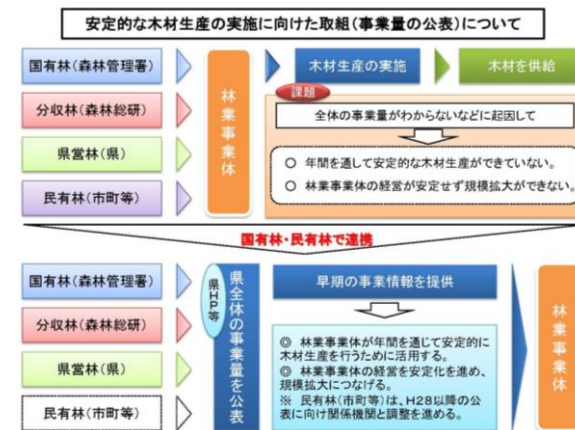 安定的な木材生産の実施に向けた取組(事業量の公表)について
国有林(森林管理署)
分収林(森林総研)
県営林(県)
民有林(市町等)
林業事業体
木材生産の実施
木材を供給
課題
全体の事業量がわからないなどに起因して
○ 年間を通して安定的な木材生産ができていない。
○ 林業事業体の経営が安定せず規模拡大ができない。
国有林・民有林で連携
国有林(森林管理署)
分収林(森林総研)
県営林(県)
民有林(市町等)
県HP等
県全体の事業量を公表
早期の事業情報を提供
◎ 林業事業体が年間を通じて安定的に
木材生産を行うために活用する。
◎ 林業事業体の経営を安定化を進め、
規模拡大につなげる。
※ 民有林(市町等)は、H28以降の公
表に向け関係機関と調整を進める。
林業事業体